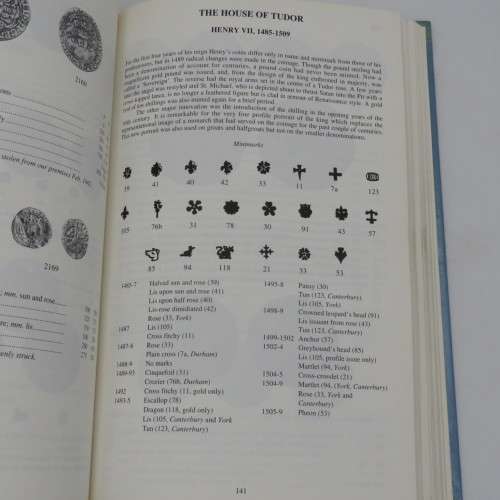 2160
stolen from our premises Feb. 1982.
2169
mm. sun and rose
mm. lis.
enly struck.
THE HOUSE OF TUDOR
HENRY VII, 1485-1509
For the first four years of his reign Henry's coins differ only in name and mintmark from those of his
predecessors, but in 1489 radical changes were made in the coinage. Though the pound sterling had
been a denomination of account for centuries, a pound coin had never been minted. Now a
magnificent gold pound was issued, and, from the design of the king enthroned in majesty, was
called a 'Sovereign'. The reverse had the royal arms set in the centre of a Tudor rose. A few years
the angel was restyled and St. Michael, who is depicted about to thrust Satan into the Pit with a
cross-topped lance, is no longer a feathered figure but is clad in armour of Renaissance style. A gold
of ten shillings was also minted again for a brief period.
The other major innovation was the introduction of the shilling in the opening years of the
16th century. It is remarkable for the very fine profile portrait of the king which replaces the
representational image of a monarch that had served on the coinage for the past couple of centuries.
This new portrait was also used on groats and halfgroats but not on the smaller denominations.
Mintmarks
39 41 40 42 33 11 7a 123
105 76b 31 78 30 91 43 57
85 94 118 21 33 53
1485-7 Halved sun and rose (39)
Lis upon sun and rose (41)
Lis upon half rose (40)
Lis-rose dimidiated (42)
Rose (33, York)
1487 Lis (105)
Cross fitchy (11)
1487-8 Rose (33)
Plain cross (7a, Durham)
1488-9 No marks
1489-93 Cinquefoil (31)
Crozier (76b, Durham)
1492 Cross fitchy (11, gold only)
1493-5 Escallop (78)
Dragon (118, gold only)
Lis (105, Canterbury and York
Tun (123, Canterbury)
1495-8 Pansy (30)
Tun (123, Canterbury)
Lis (105, York)
1498-9 Crowned leopard's head (91)
Lis issuant from rose (43)
Tun (123, Canterbury)
1499-1502 Anchor (57)
1502-4 Greyhound's head (85)
Lis (105, profile issue only)
Martlet (94, York)
1504-5 Cross-crosslet (21)
1504-9 Martlet (94, York, Canterbury)
Rose (33, York and
Canterbury)
1505-9 Pheon (53)
141